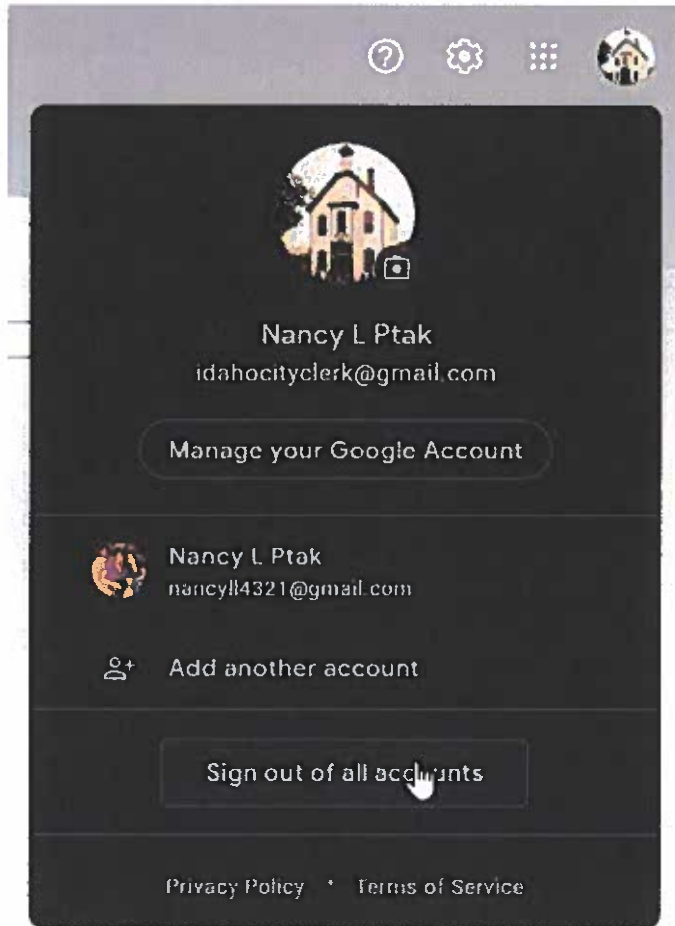 Nancy L Ptak
idahocityclerk@gmail.com
Manage your Google Account
Nancy L Ptak
nancyll4321@gmail.com
Add another account
Sign out of all accounts
Privacy Policy • Terms of Service